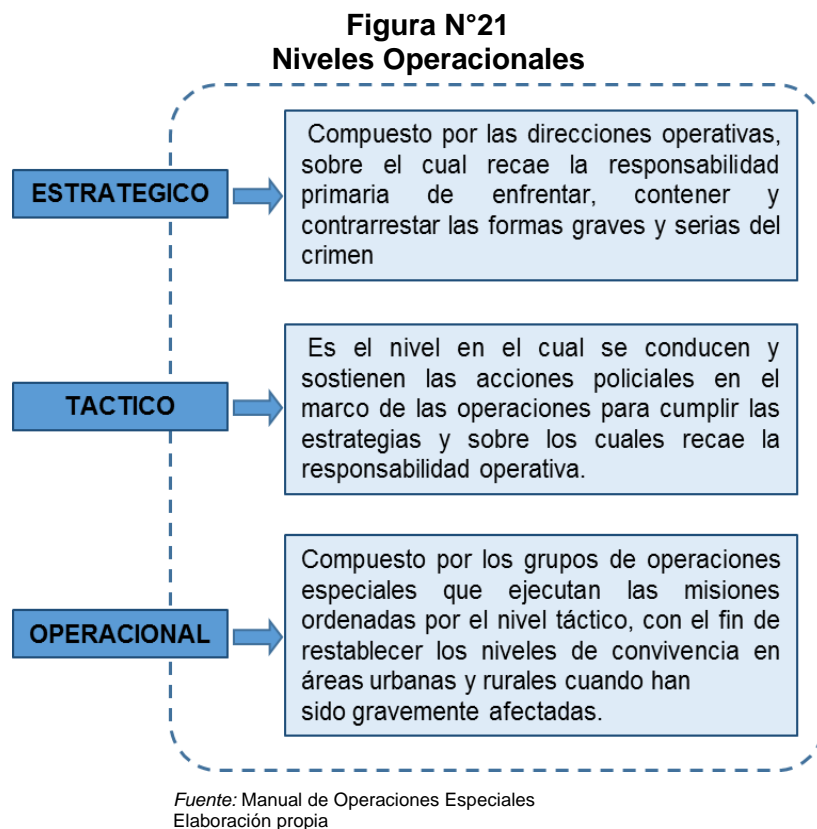 Figura N°21
Niveles Operacionales
ESTRATEGICO
Compuesto por las direcciones operativas,
sobre el cual recae la responsabilidad
primaria de enfrentar, contener y
contrarrestar las formas graves y serias del
crimen
TACTICO
Es el nivel en el cual se conducen y
sostienen las acciones policiales en el
marco de las operaciones para cumplir las
estrategias y sobre los cuales recae la
responsabilidad operativa.
OPERACIONAL
Compuesto por los grupos de operaciones
especiales que ejecutan las misiones
ordenadas por el nivel táctico, con el fin de
restablecer los niveles de convivencia en
áreas urbanas y rurales cuando han
sido gravemente afectadas.
Fuente: Manual de Operaciones Especiales
Elaboración propia